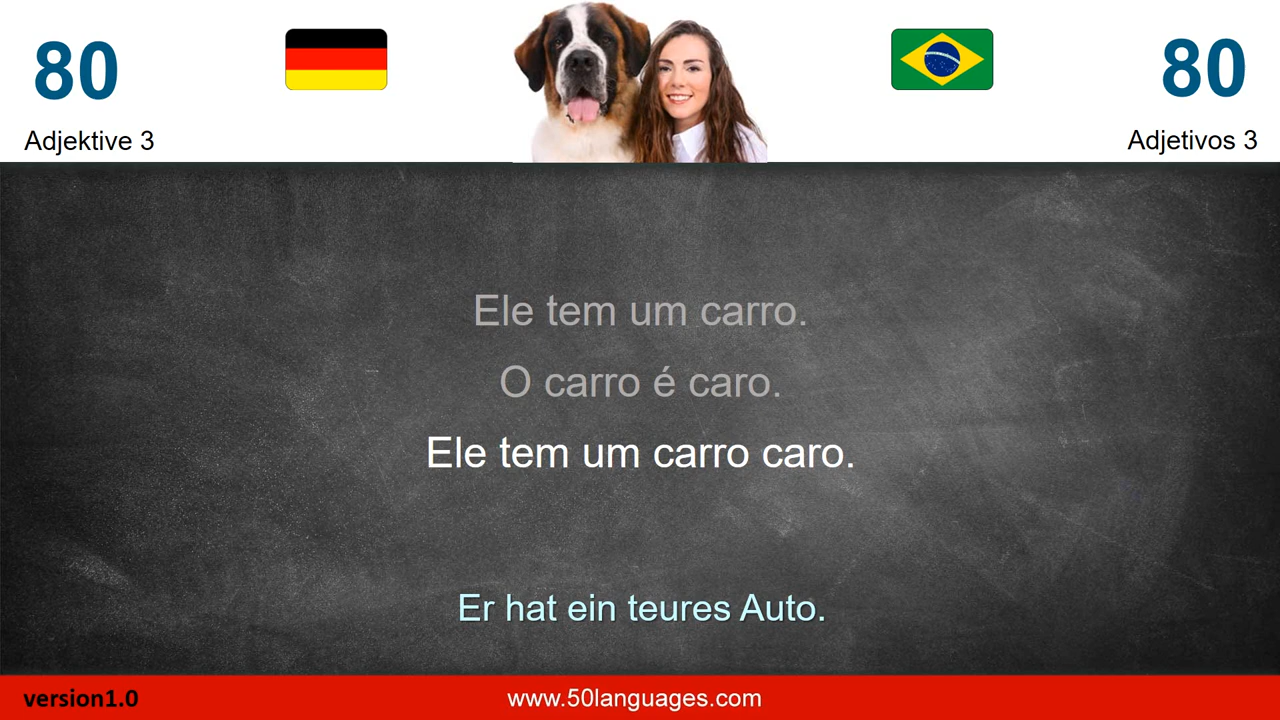 80
80
Adjektive 3
Adjetivos 3
Ele tem um carro.
O carro é caro.
Ele tem um carro caro.
Er hat ein teures Auto.
version1.0
www.50languages.com